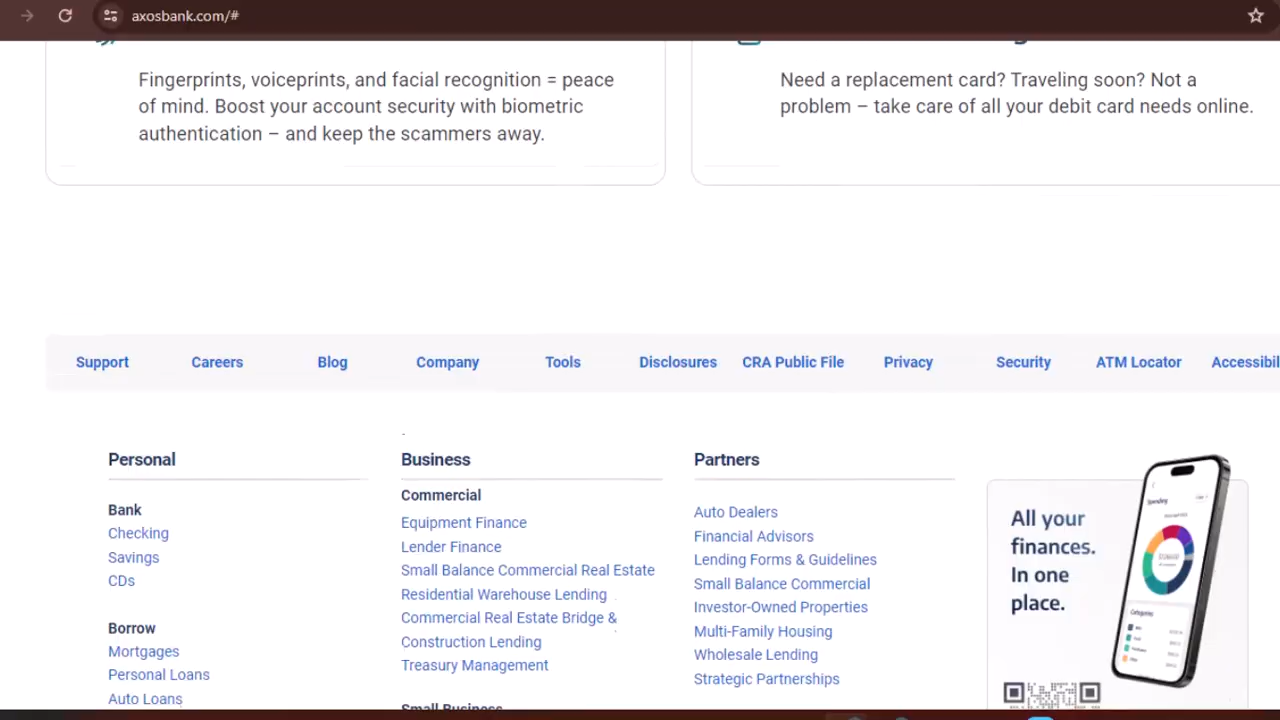 axosbank.com/#
Fingerprints, voiceprints, and facial recognition = peace
of mind. Boost your account security with biometric
authentication – and keep the scammers away.
Need a replacement card? Traveling soon? Not a
problem – take care of all your debit card needs online.
Support Careers Blog Company Tools Disclosures CRA Public File Privacy Security ATM Locator Accessibil
Personal
Bank
Checking
Savings
CDs
Borrow
Mortgages
Personal Loans
Auto Loans
Business
Commercial
Equipment Finance
Lender Finance
Small Balance Commercial Real Estate
Residential Warehouse Lending
Commercial Real Estate Bridge &
Construction Lending
Treasury Management
Small Business
Partners
Auto Dealers
Financial Advisors
Lending Forms & Guidelines
Small Balance Commercial
Investor-Owned Properties
Multi-Family Housing
Wholesale Lending
Strategic Partnerships
All your
finances.
In one
place.
Spending
Categories